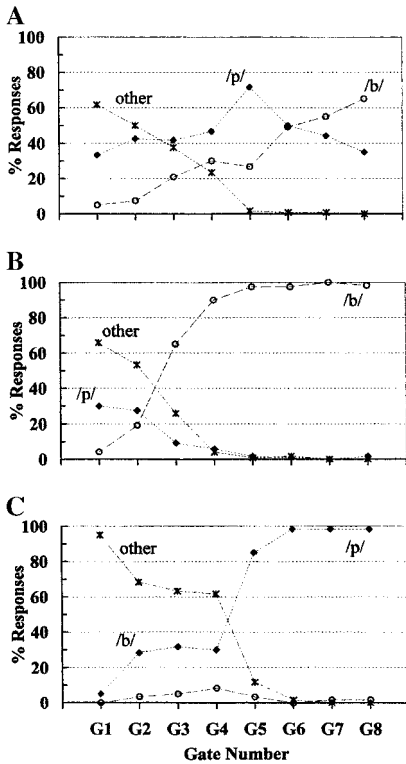 A
100
80
60
40
20
0
% Responses
other
/p/
/b/
B
100
80
60
40
20
0
% Responses
other
/p/
/b/
C
100
80
60
40
20
0
% Responses
other
/b/
/p/
G1 G2 G3 G4 G5 G6 G7 G8
Gate Number